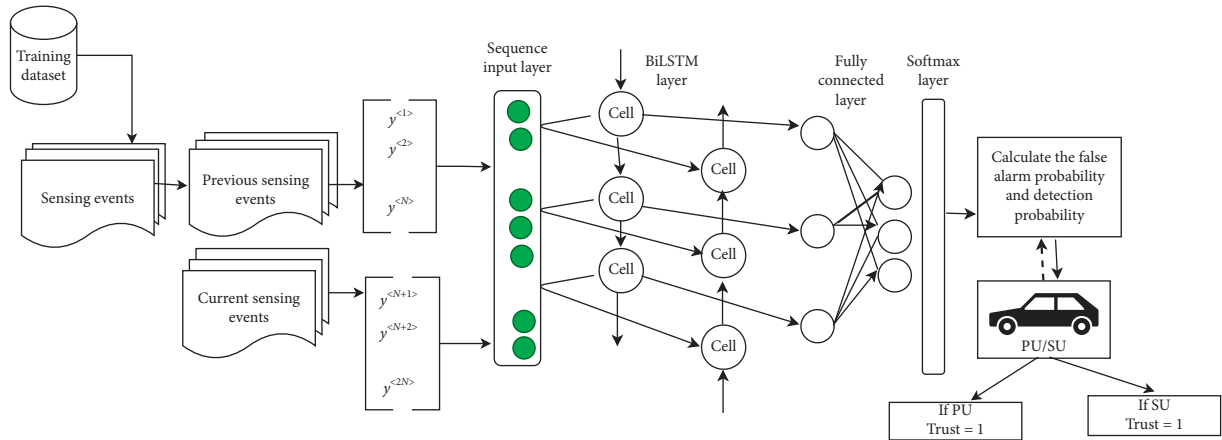 Training
dataset
Sensing events
Previous sensing
events
Current sensing
events
y<1>
y<2>
y<N>
y<N+1>
y<N+2>
y<2N>
Sequence
input layer
BiLSTM
layer
Cell
Cell
Cell
Cell
Cell
Cell
Fully
connected
layer
Softmax
layer
Calculate the false
alarm probability
and detection
probability
PU/SU
If PU
Trust = 1
If SU
Trust = 1